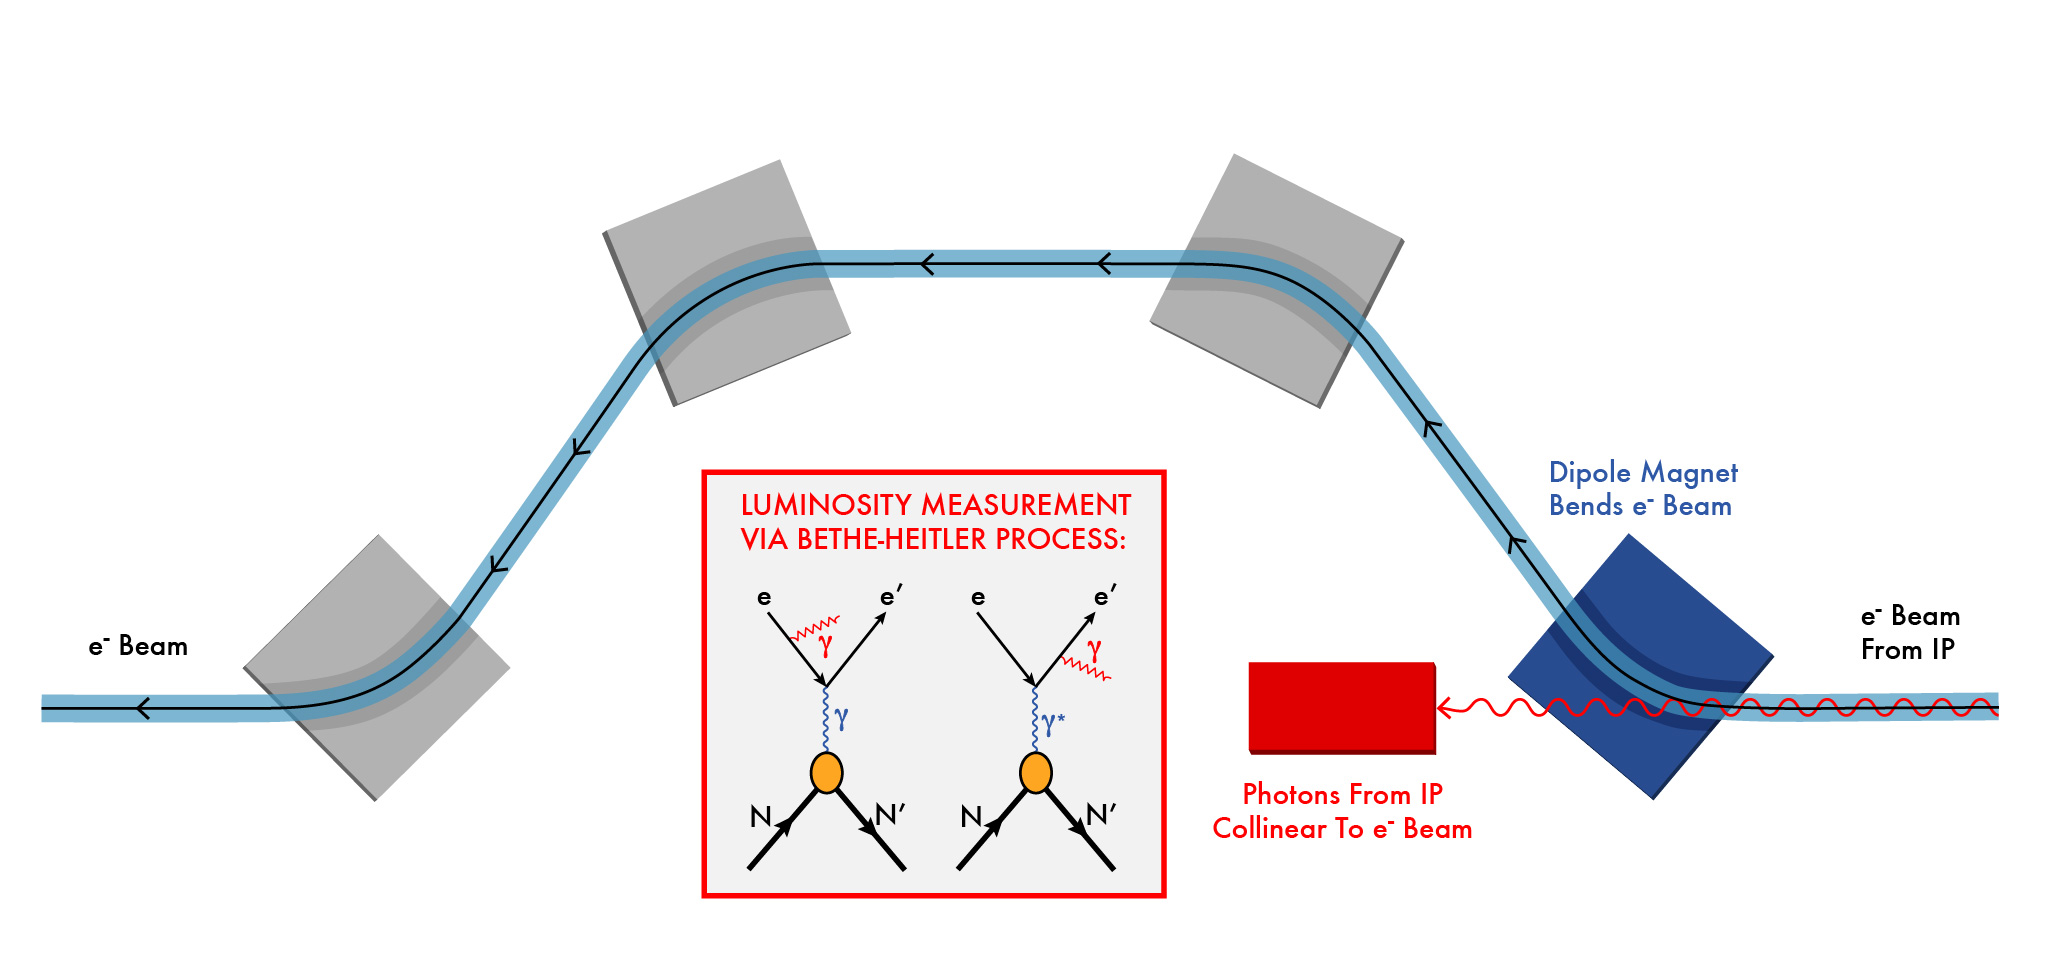 Dipole Magnet
Bends e⁻ Beam
LUMINOSITY MEASUREMENT
VIA BETHE-HEITLER PROCESS:
e e′ e e′
γ γ
γ γ*
N N′ N N′
e⁻ Beam
e⁻ Beam
From IP
Photons From IP
Collinear To e⁻ Beam